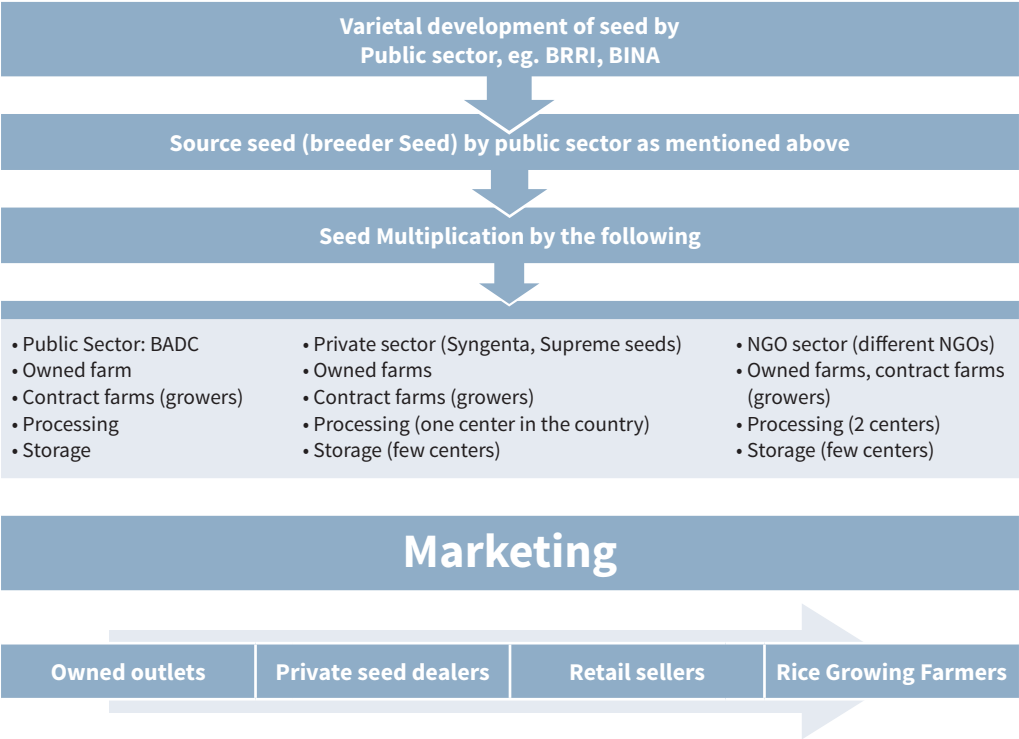 Varietal development of seed by
Public sector, eg. BRRI, BINA
Source seed (breeder Seed) by public sector as mentioned above
Seed Multiplication by the following
• Public Sector: BADC
• Owned farm
• Contract farms (growers)
• Processing
• Storage
• Private sector (Syngenta, Supreme seeds)
• Owned farms
• Contract farms (growers)
• Processing (one center in the country)
• Storage (few centers)
• NGO sector (different NGOs)
• Owned farms, contract farms
(growers)
• Processing (2 centers)
• Storage (few centers)
Marketing
Owned outlets
Private seed dealers
Retail sellers
Rice Growing Farmers